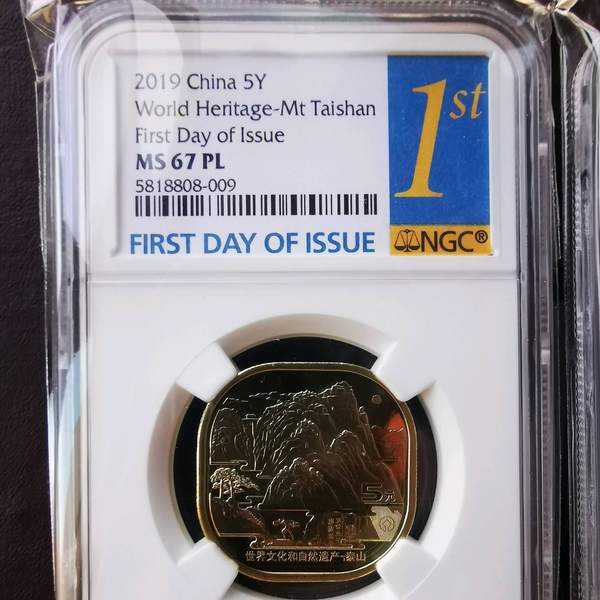 2019 China 5Y
World Heritage-Mt Taishan
First Day of Issue
MS 67 PL
5818808-009
FIRST DAY OF ISSUE
1st
NGC®
5元
世界文化和自然遗产·泰山